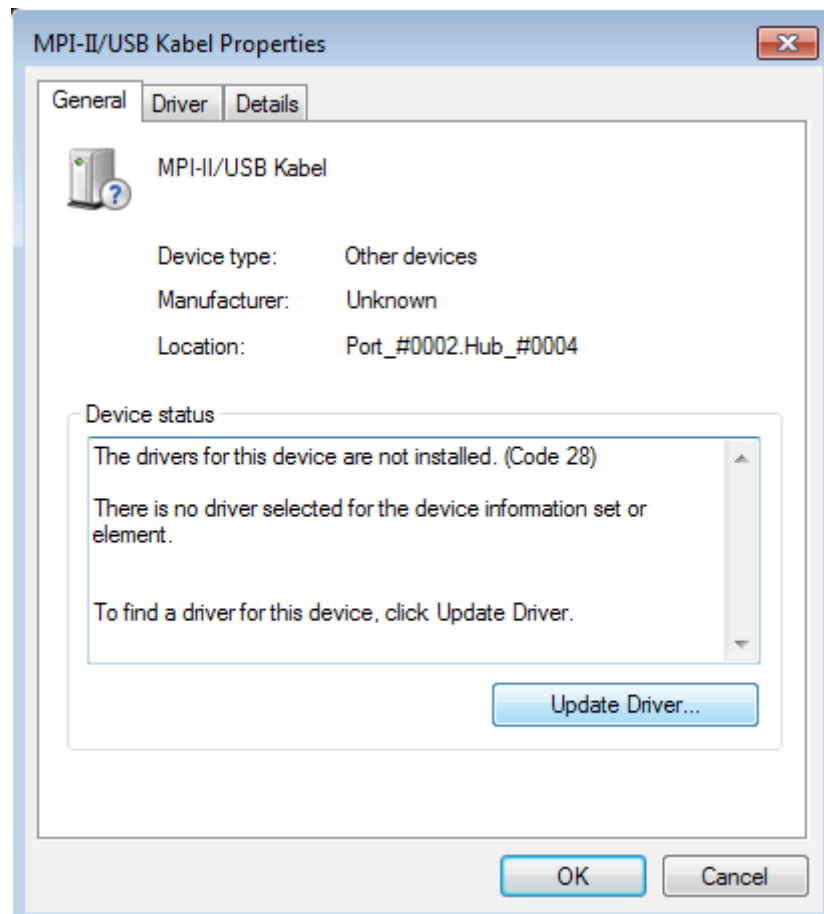 MPI-II/USB Kabel Properties
General Driver Details
MPI-II/USB Kabel
Device type: Other devices
Manufacturer: Unknown
Location: Port_#0002.Hub_#0004
Device status
The drivers for this device are not installed. (Code 28)
There is no driver selected for the device information set or
element.
To find a driver for this device, click Update Driver.
Update Driver...
OK Cancel